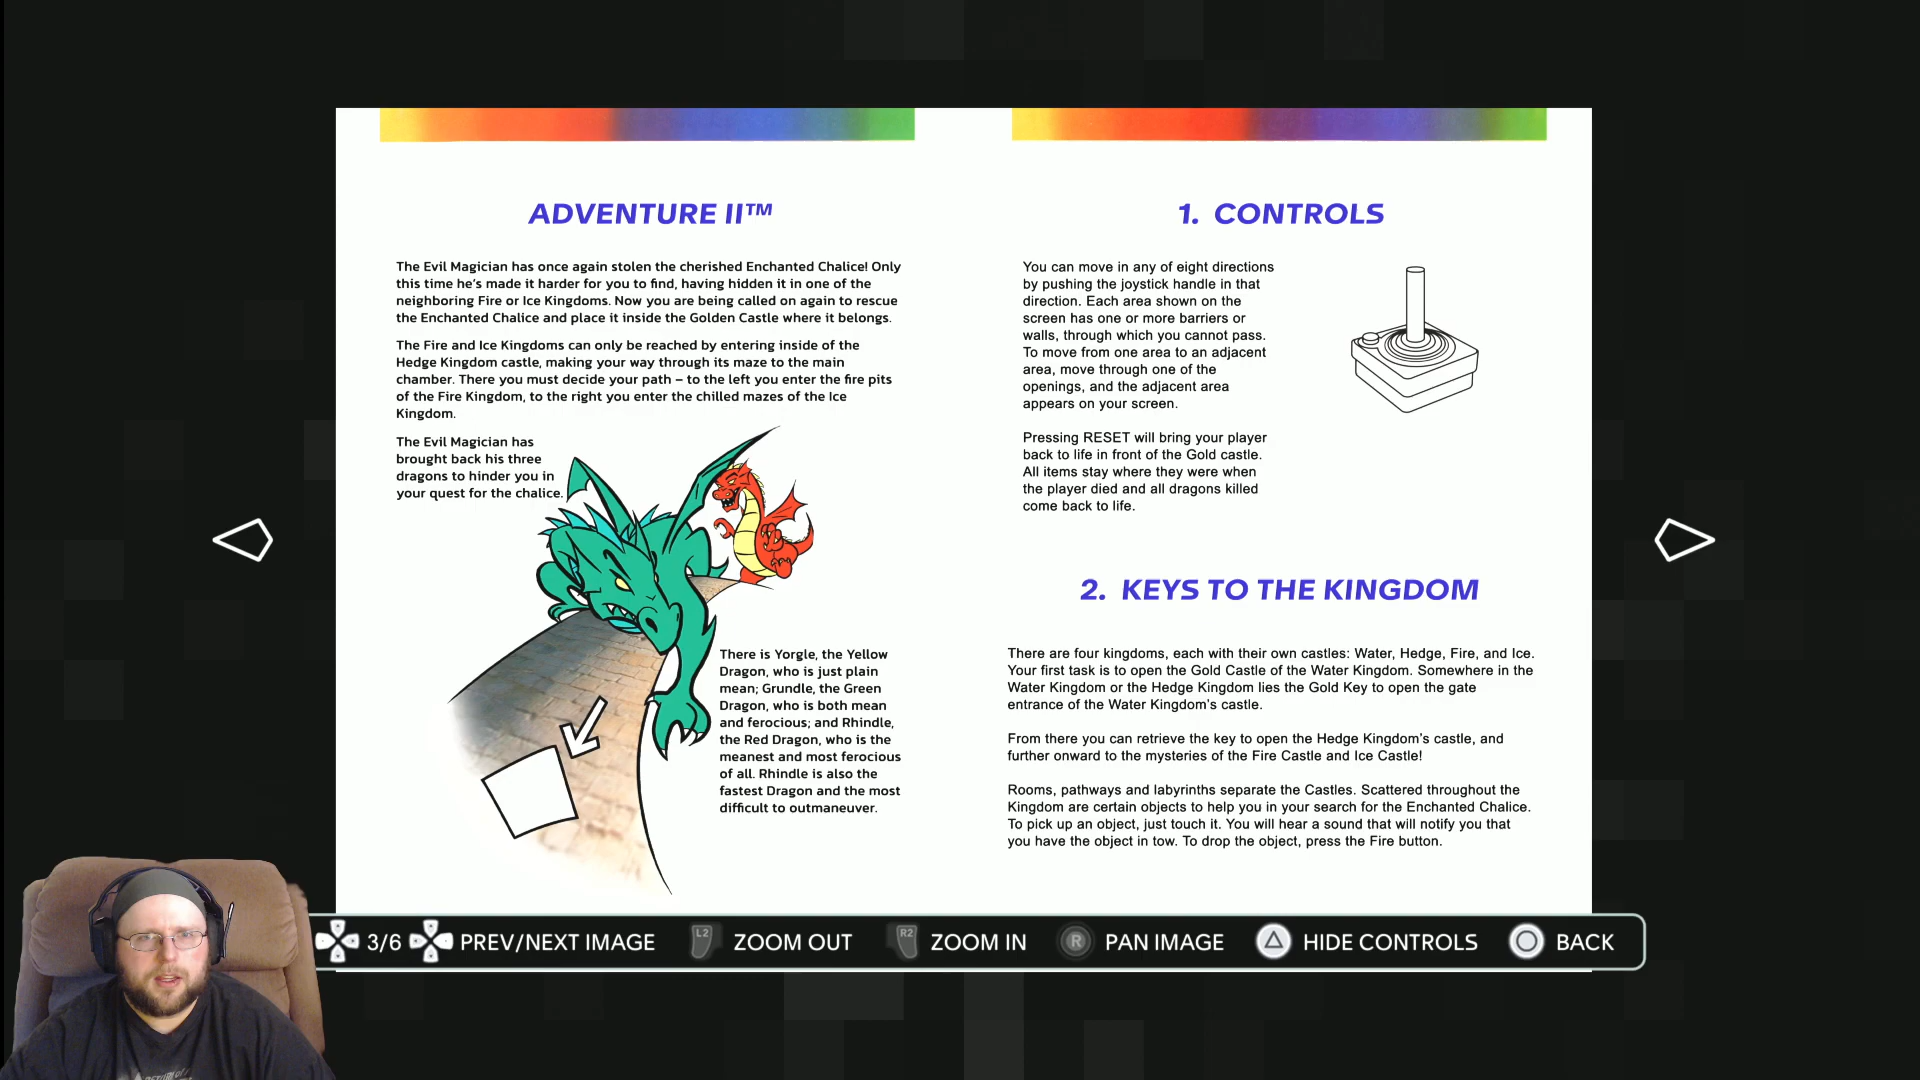 ADVENTURE II™
The Evil Magician has once again stolen the cherished Enchanted Chalice! Only
this time he's made it harder for you to find, having hidden it in one of the
neighboring Fire or Ice Kingdoms. Now you are being called on again to rescue
the Enchanted Chalice and place it inside the Golden Castle where it belongs.
The Fire and Ice Kingdoms can only be reached by entering inside of the
Hedge Kingdom castle, making your way through its maze to the main
chamber. There you must decide your path – to the left you enter the fire pits
of the Fire Kingdom, to the right you enter the chilled mazes of the Ice
Kingdom.
The Evil Magician has
brought back his three
dragons to hinder you in
your quest for the chalice.
There is Yorgle, the Yellow
Dragon, who is just plain
mean; Grundle, the Green
Dragon, who is both mean
and ferocious; and Rhindle,
the Red Dragon, who is the
meanest and most ferocious
of all. Rhindle is also the
fastest Dragon and the most
difficult to outmaneuver.
1. CONTROLS
You can move in any of eight directions
by pushing the joystick handle in that
direction. Each area shown on the
screen has one or more barriers or
walls, through which you cannot pass.
To move from one area to an adjacent
area, move through one of the
openings, and the adjacent area
appears on your screen.
Pressing RESET will bring your player
back to life in front of the Gold castle.
All items stay where they were when
the player died and all dragons killed
come back to life.
2. KEYS TO THE KINGDOM
There are four kingdoms, each with their own castles: Water, Hedge, Fire, and Ice.
Your first task is to open the Gold Castle of the Water Kingdom. Somewhere in the
Water Kingdom or the Hedge Kingdom lies the Gold Key to open the gate
entrance of the Water Kingdom's castle.
From there you can retrieve the key to open the Hedge Kingdom's castle, and
further onward to the mysteries of the Fire Castle and Ice Castle!
Rooms, pathways and labyrinths separate the Castles. Scattered throughout the
Kingdom are certain objects to help you in your search for the Enchanted Chalice.
To pick up an object, just touch it. You will hear a sound that will notify you that
you have the object in tow. To drop the object, press the Fire button.
3/6 PREV/NEXT IMAGE L2 ZOOM OUT R2 ZOOM IN R PAN IMAGE HIDE CONTROLS BACK